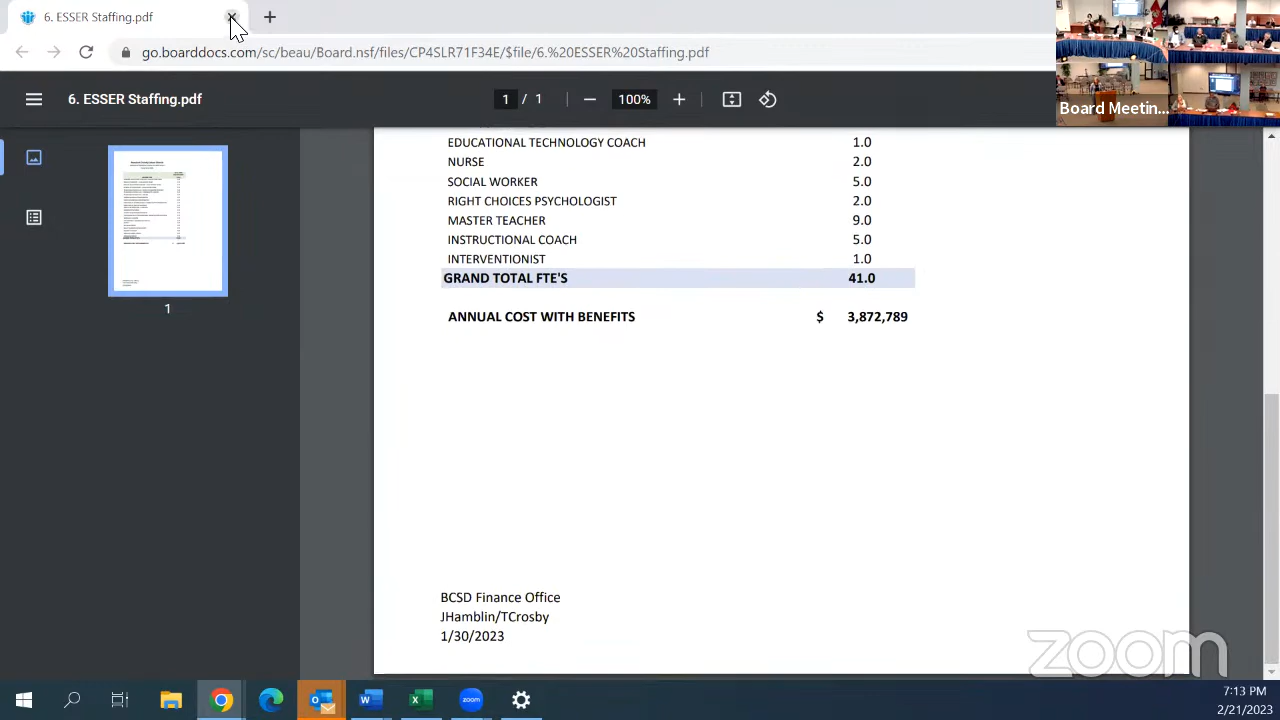 6. ESSER Staffing.pdf
go.boarddocs.com/sc/beau/Board.nsf/files/CP4SLR71F34E/$file/6.%20ESSER%20Staffing.pdf
Board Meetin...
6. ESSER Staffing.pdf
1 / 1
100%
EDUCATIONAL TECHNOLOGY COACH 1.0
NURSE 2.0
SOCIAL WORKER 5.0
RIGHT CHOICES PSYCHOLOGIST 2.0
MASTER TEACHER 9.0
INSTRUCTIONAL COACH 5.0
INTERVENTIONIST 1.0
GRAND TOTAL FTE'S 41.0
1
ANNUAL COST WITH BENEFITS $ 3,872,789
BCSD Finance Office
JHamblin/TCrosby
1/30/2023
zoom
zoom
7:13 PM
2/21/2023